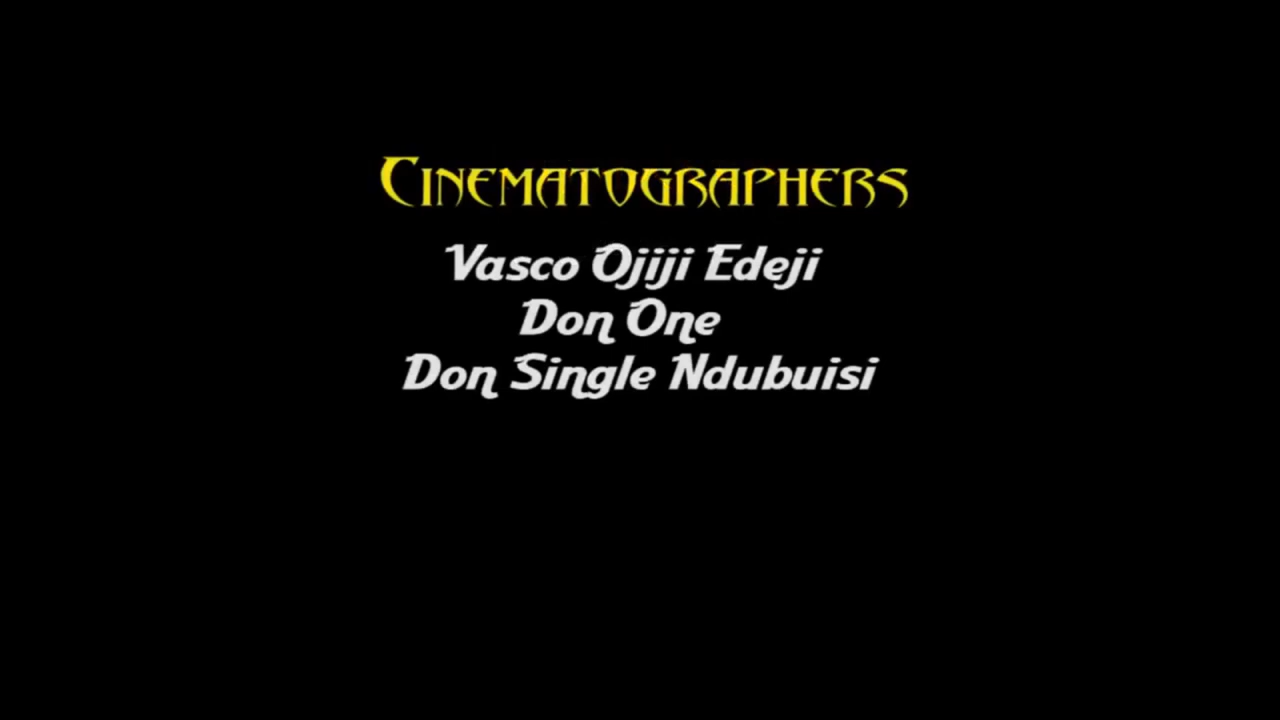 Cinematographers
Vasco Ojiji Edeji
Don One
Don Single Ndubuisi